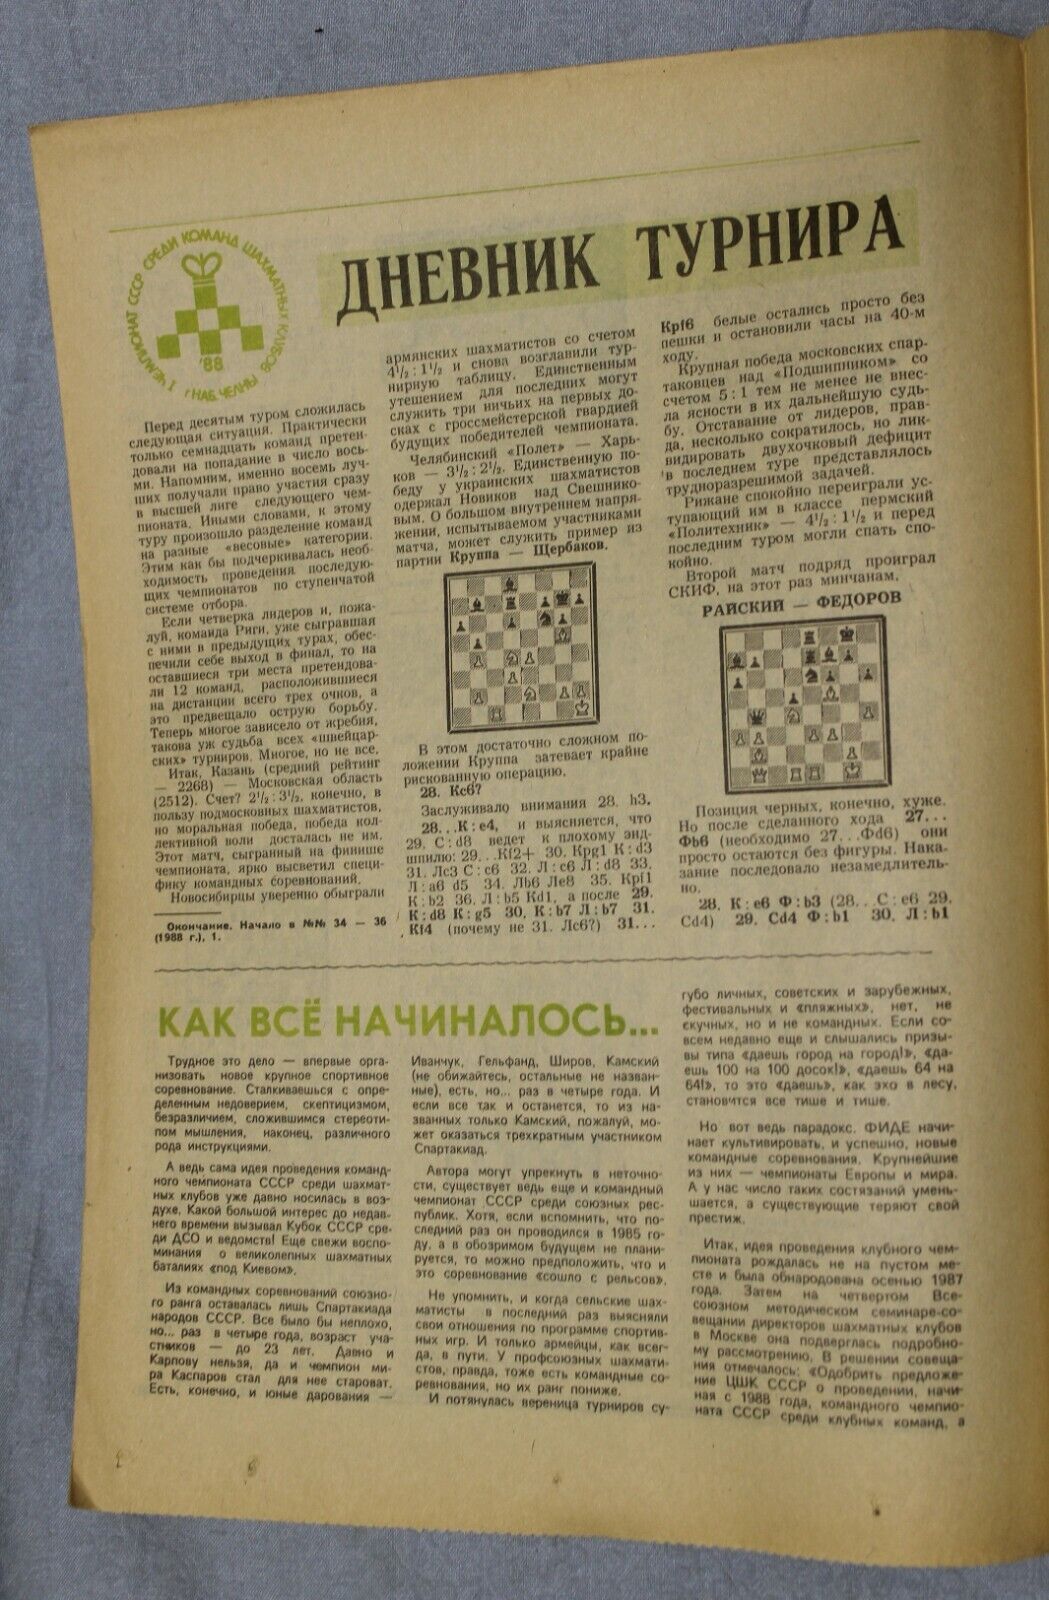 I ЧЕМПИОНАТ СССР СРЕДИ КОМАНД ШАХМАТНЫХ КЛУБОВ
'88
г НАБ. ЧЕЛНЫ
ДНЕВНИК ТУРНИРА
Перед десятым туром сложилась
следующая ситуация. Практически
только семнадцать команд претен-
довали на попадание в число вось-
ми. Напомним, именно восемь луч-
ших получали право участия сразу
в высшей лиге следующего чем-
пионата. Иными словами, к этому
туру произошло разделение команд
на разные «весовые» категории.
Этим как бы подчеркивалась необ-
ходимость проведения последую-
щих чемпионатов по ступенчатой
системе отбора.
Если четверка лидеров и, пожа-
луй, команда Риги, уже сыгравшая
с ними в предыдущих турах, обес-
печили себе выход в финал, то на
оставшиеся три места претендова-
ли 12 команд, расположившиеся
на дистанции всего трех очков, а
это предвещало острую борьбу.
Теперь многое зависело от жребия,
такова уж судьба всех «швейцар-
ских» турниров. Многое, но не все.
Итак, Казань (средний рейтинг
— 2268) — Московская область
(2512). Счет? 2½ : 3½, конечно, в
пользу подмосковных шахматистов,
но моральная победа, победа кол-
лективной воли досталась не им.
Этот матч, сыгранный на финише
чемпионата, ярко высветил специ-
фику командных соревнований.
Новосибирцы уверенно обыграли
Окончание. Начало в №№ 34 — 36
(1988 г.), 1.
армянских шахматистов со счетом
4½ : 1½ и снова возглавили тур-
нирную таблицу. Единственным
утешением для последних могут
служить три ничьих на первых до-
сках с гроссмейстерской гвардией
будущих победителей чемпионата.
Челябинский «Полет» — Харь-
ков — 3½ : 2½. Единственную по-
беду у украинских шахматистов
одержал Новиков над Свешнико-
вым. О большом внутреннем напря-
жении, испытываемом участниками
матча, может служить пример из
партии Круппа — Щербаков.
В этом достаточно сложном по-
ложении Круппа затевает крайне
рискованную операцию.
28. Кc6?
Заслуживало внимания 28. h3.
28. . .К : e4, и выясняется, что
29. С : d8 ведет к плохому энд-
шпилю: 29. . .Кf2+ 30. Крg1 К : d3
31. Лc3 С : c6 32. Л : c6 Л : d8 33.
Л : a6 d5 34. Лb6 Лe8 35. Крf1
К : b2 36. Л : b5 Кd1, а после 29.
К : d8 К : g5 30. К : b7 Л : b7 31.
Кf4 (почему не 31. Лc6?) 31. . .
Крf6 белые остались просто без
пешки и остановили часы на 40-м
ходу.
Крупная победа московских спар-
таковцев над «Подшипником» со
счетом 5 : 1 тем не менее не внес-
ла ясности в их дальнейшую судь-
бу. Отставание от лидеров, прав-
да, несколько сократилось, но лик-
видировать двухочковый дефицит
в последнем туре представлялось
трудноразрешимой задачей.
Рижане спокойно переиграли ус-
тупающий им в классе пермский
«Политехник» — 4½ : 1½ и перед
последним туром могли спать спо-
койно.
Второй матч подряд проиграл
СКИФ, на этот раз минчанам.
РАЙСКИЙ — ФЕДОРОВ
Позиция черных, конечно, хуже.
Но после сделанного хода 27. . .
Фb6 (необходимо 27. . .Фd6) они
просто остаются без фигуры. Нака-
зание последовало незамедлитель-
но.
28. К : e6 Ф : b3 (28. . .С : e6 29.
Сd4) 29. Сd4 Ф : b1 30. Л : b1
КАК ВСЁ НАЧИНАЛОСЬ...
Трудное это дело — впервые орга-
низовать новое крупное спортивное
соревнование. Сталкиваешься с опре-
деленным недоверием, скептицизмом,
безразличием, сложившимся стереоти-
пом мышления, наконец, различного
рода инструкциями.
А ведь сама идея проведения команд-
ного чемпионата СССР среди шахмат-
ных клубов уже давно носилась в воз-
духе. Какой большой интерес до недав-
него времени вызывал Кубок СССР сре-
ди ДСО и ведомств! Еще свежи воспо-
минания о великолепных шахматных
баталиях «под Киевом».
Из командных соревнований союзно-
го ранга оставалась лишь Спартакиада
народов СССР. Все было бы неплохо,
но... раз в четыре года, возраст уча-
стников — до 23 лет. Давно и
Карпову нельзя, да и чемпион ми-
ра Каспаров стал для нее староват.
Есть, конечно, и юные дарования —
Иванчук, Гельфанд, Широв, Камский
(не обижайтесь, остальные не назван-
ные), есть, но... раз в четыре года. И
если все так и останется, то из на-
званных только Камский, пожалуй, мо-
жет оказаться трехкратным участником
Спартакиад.
Автора могут упрекнуть в неточно-
сти, существует ведь еще и командный
чемпионат СССР среди союзных рес-
публик. Хотя, если вспомнить, что по-
следний раз он проводился в 1985 го-
ду, а в обозримом будущем не плани-
руется, то можно предположить, что и
это соревнование «сошло с рельсов».
Не упомнить, и когда сельские шах-
матисты в последний раз выясняли
свои отношения по программе спортив-
ных игр. И только армейцы, как всег-
да, в пути. У профсоюзных шахмати-
стов, правда, тоже есть командные со-
ревнования, но их ранг пониже.
И потянулась вереница турниров су-
губо личных, советских и зарубежных,
фестивальных и «пляжных», нет, не
скучных, но и не командных. Если со-
всем недавно еще и слышались призы-
вы типа «даешь город на город!», «да-
ешь 100 на 100 досок!», «даешь 64 на
64!», то это «даешь», как эхо в лесу,
становится все тише и тише.
Но вот ведь парадокс. ФИДЕ начи-
нает культивировать, и успешно, новые
командные соревнования. Крупнейшие
из них — чемпионаты Европы и мира.
А у нас число таких состязаний умень-
шается, а существующие теряют свой
престиж.
Итак, идея проведения клубного чем-
пионата рождалась не на пустом ме-
сте и была обнародована осенью 1987
года. Затем на четвертом Все-
союзном методическом семинаре-со-
вещании директоров шахматных клубов
в Москве она подверглась подробно-
му рассмотрению. В решении совеща-
ния отмечалось: «Одобрить предложе-
ние ЦШК СССР о проведении, начи-
ная с 1988 года, командного чемпио-
ната СССР среди клубных команд, а